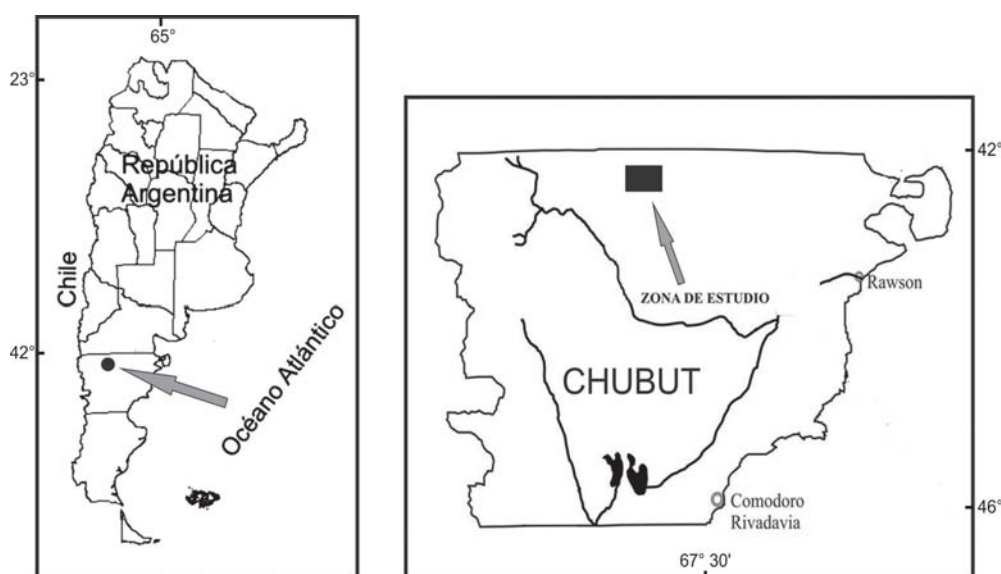 65°
23°
República
Argentina
Chile
42°
Océano Atlántico
42°
ZONA DE ESTUDIO
Rawson
CHUBUT
Comodoro
Rivadavia
46°
67° 30'